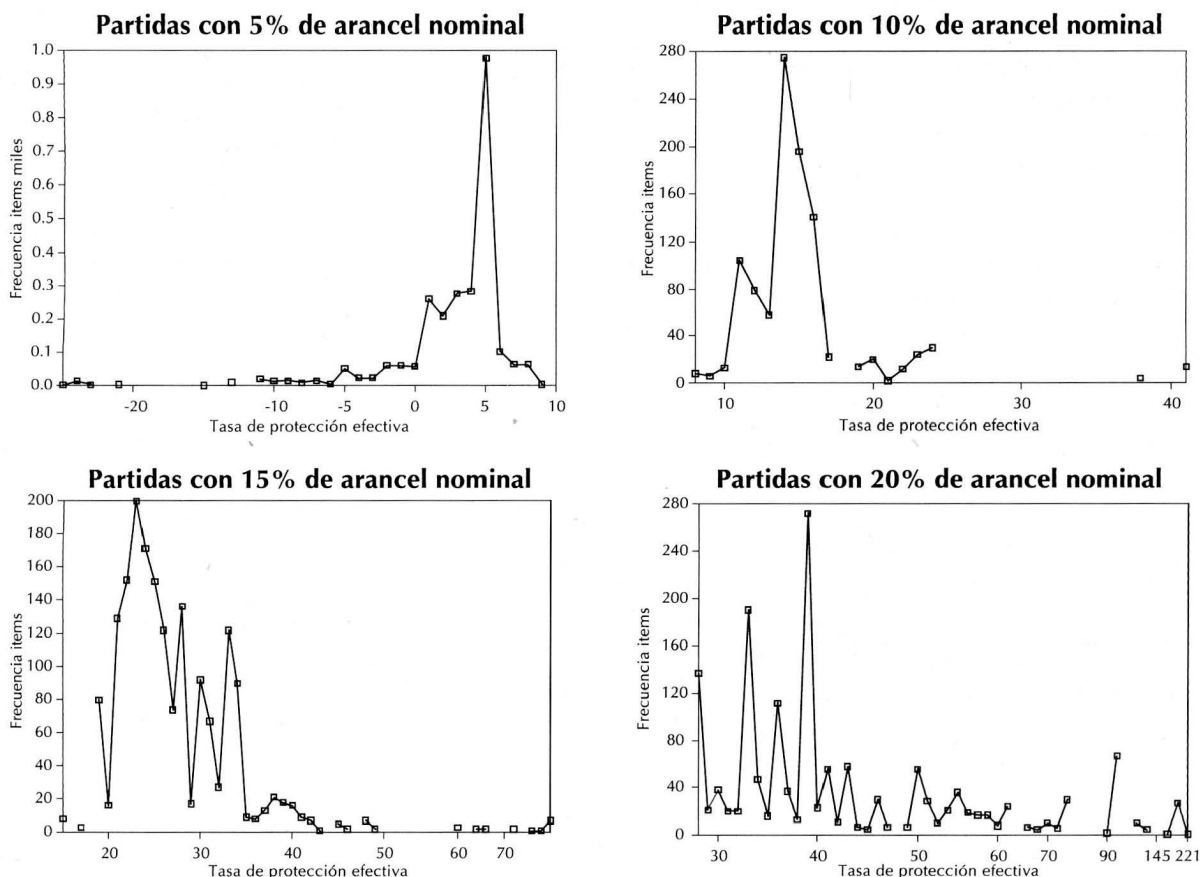 Partidas con 5% de arancel nominal
Frecuencia items miles
1.0
0.9
0.8
0.7
0.6
0.5
0.4
0.3
0.2
0.1
0.0
-20 -10 -5 0 5 10
Tasa de protección efectiva
Partidas con 10% de arancel nominal
Frecuencia items
280
240
200
160
120
80
40
0
10 20 30 40
Tasa de protección efectiva
Partidas con 15% de arancel nominal
Frecuencia items
200
180
160
140
120
100
80
60
40
20
0
20 30 40 50 60 70
Tasa de protección efectiva
Partidas con 20% de arancel nominal
Frecuencia items
280
240
200
160
120
80
40
0
30 40 50 60 70 90 145 221
Tasa de protección efectiva